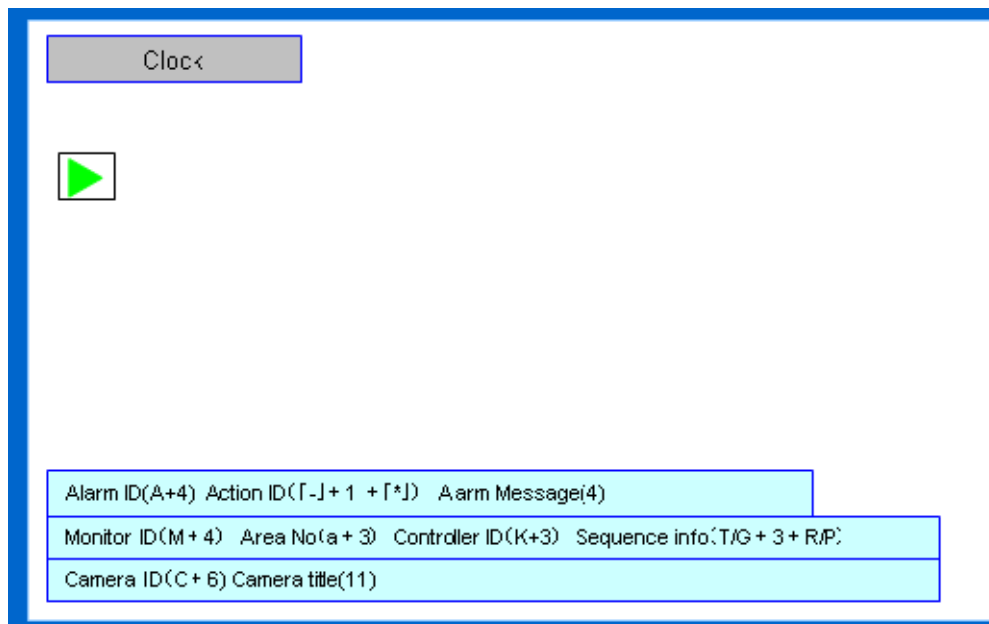 Clock
Alarm ID(A+4) Action ID(「-」+1 +「*」) Aarm Message(4)
Monitor ID(M+4) Area No(a+3) Controller ID(K+3) Sequence info(T/G+3+R/P)
Camera ID(C+6) Camera title(11)